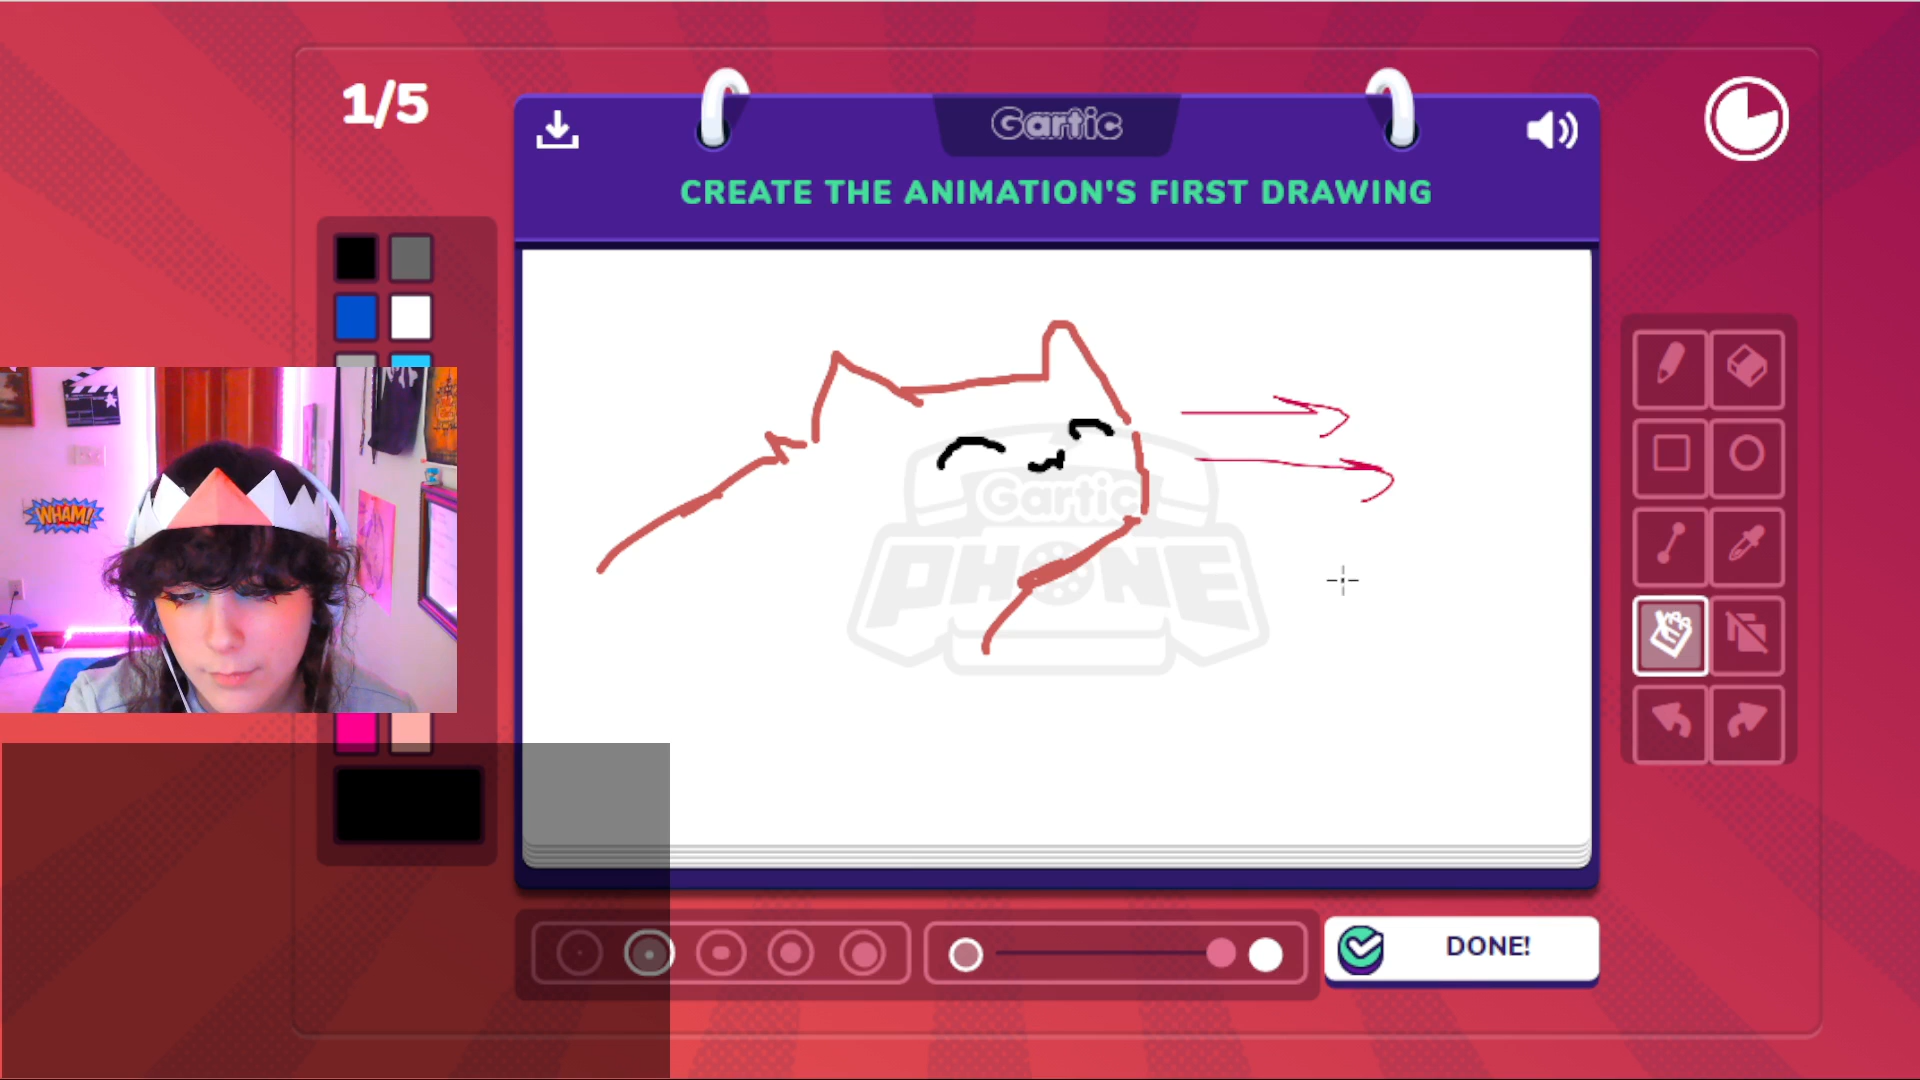 1/5
Gartic
CREATE THE ANIMATION'S FIRST DRAWING
Gartic
PHONE
WHAM!
DONE!